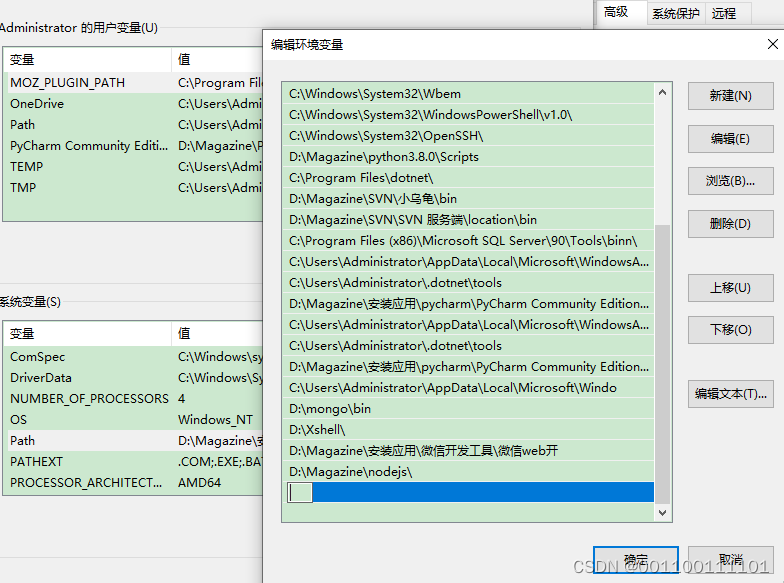 高级
系统保护
远程
Administrator 的用户变量(U)
变量
值
MOZ_PLUGIN_PATH
C:\Program Fil
OneDrive
C:\Users\Admi
Path
C:\Users\Admi
PyCharm Community Editi...
D:\Magazine\P
TEMP
C:\Users\Admi
TMP
C:\Users\Admi
系统变量(S)
变量
值
ComSpec
C:\Windows\sy
DriverData
C:\Windows\Sy
NUMBER_OF_PROCESSORS
4
OS
Windows_NT
Path
D:\Magazine\安
PATHEXT
.COM;.EXE;.BA
PROCESSOR_ARCHITECT...
AMD64
编辑环境变量
C:\Windows\System32\Wbem
C:\Windows\System32\WindowsPowerShell\v1.0\
C:\Windows\System32\OpenSSH\
D:\Magazine\python3.8.0\Scripts
C:\Program Files\dotnet\
D:\Magazine\SVN\小乌龟\bin
D:\Magazine\SVN\SVN 服务端\location\bin
C:\Program Files (x86)\Microsoft SQL Server\90\Tools\binn\
C:\Users\Administrator\AppData\Local\Microsoft\WindowsA...
C:\Users\Administrator\.dotnet\tools
D:\Magazine\安装应用\pycharm\PyCharm Community Edition...
C:\Users\Administrator\AppData\Local\Microsoft\WindowsA...
C:\Users\Administrator\.dotnet\tools
D:\Magazine\安装应用\pycharm\PyCharm Community Edition...
C:\Users\Administrator\AppData\Local\Microsoft\Windo
D:\mongo\bin
D:\Xshell\
D:\Magazine\安装应用\微信开发工具\微信web开
D:\Magazine\nodejs\
新建(N)
编辑(E)
浏览(B)...
删除(D)
上移(U)
下移(O)
编辑文本(T)...
确定
取消
CSDN @001100111101